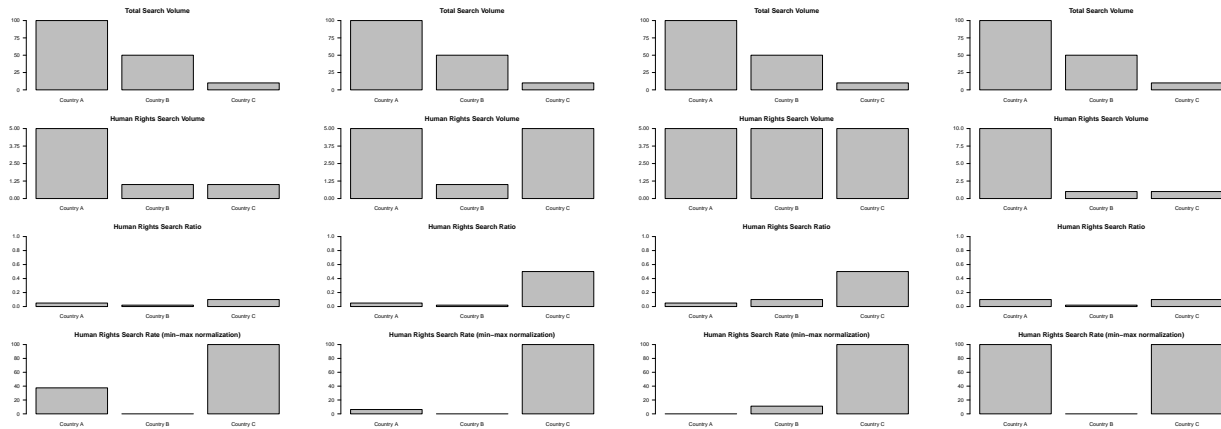 Total Search Volume Total Search Volume Total Search Volume Total Search Volume
100 100 100 100
75 75 75 75
50 50 50 50
25 25 25 25
0 0 0 0
Country A Country B Country C Country A Country B Country C Country A Country B Country C Country A Country B Country C
Human Rights Search Volume Human Rights Search Volume Human Rights Search Volume Human Rights Search Volume
5.00 5.00 5.00 10.0
3.75 3.75 3.75 7.5
2.50 2.50 2.50 5.0
1.25 1.25 1.25 2.5
0.00 0.00 0.00 0.0
Country A Country B Country C Country A Country B Country C Country A Country B Country C Country A Country B Country C
Human Rights Search Ratio Human Rights Search Ratio Human Rights Search Ratio Human Rights Search Ratio
1.0 1.0 1.0 1.0
0.8 0.8 0.8 0.8
0.6 0.6 0.6 0.6
0.4 0.4 0.4 0.4
0.2 0.2 0.2 0.2
0.0 0.0 0.0 0.0
Country A Country B Country C Country A Country B Country C Country A Country B Country C Country A Country B Country C
Human Rights Search Rate (min−max normalization) Human Rights Search Rate (min−max normalization) Human Rights Search Rate (min−max normalization) Human Rights Search Rate (min−max normalization)
100 100 100 100
80 80 80 80
60 60 60 60
40 40 40 40
20 20 20 20
0 0 0 0
Country A Country B Country C Country A Country B Country C Country A Country B Country C Country A Country B Country C